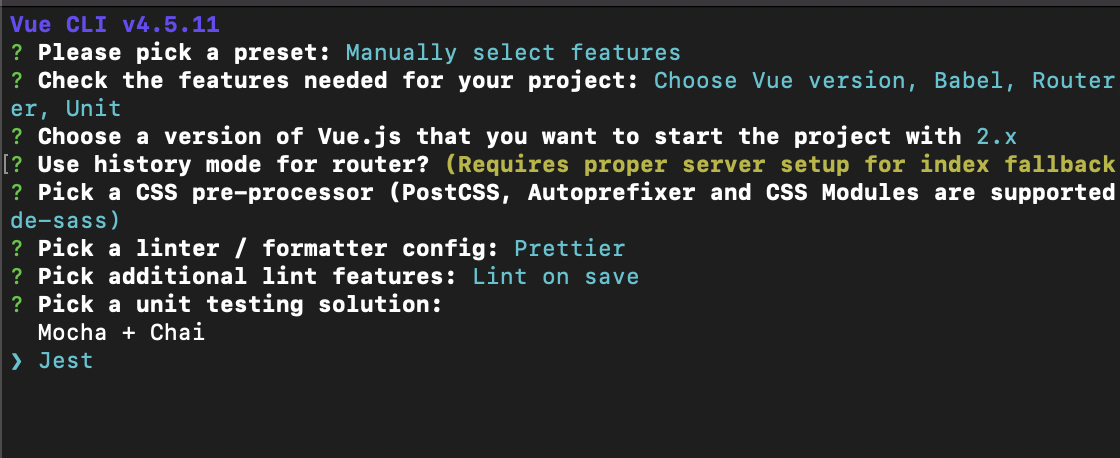 Vue CLI v4.5.11
? Please pick a preset: Manually select features
? Check the features needed for your project: Choose Vue version, Babel, Router
er, Unit
? Choose a version of Vue.js that you want to start the project with 2.x
[? Use history mode for router? (Requires proper server setup for index fallback
? Pick a CSS pre-processor (PostCSS, Autoprefixer and CSS Modules are supported
de-sass)
? Pick a linter / formatter config: Prettier
? Pick additional lint features: Lint on save
? Pick a unit testing solution:
Mocha + Chai
❯ Jest